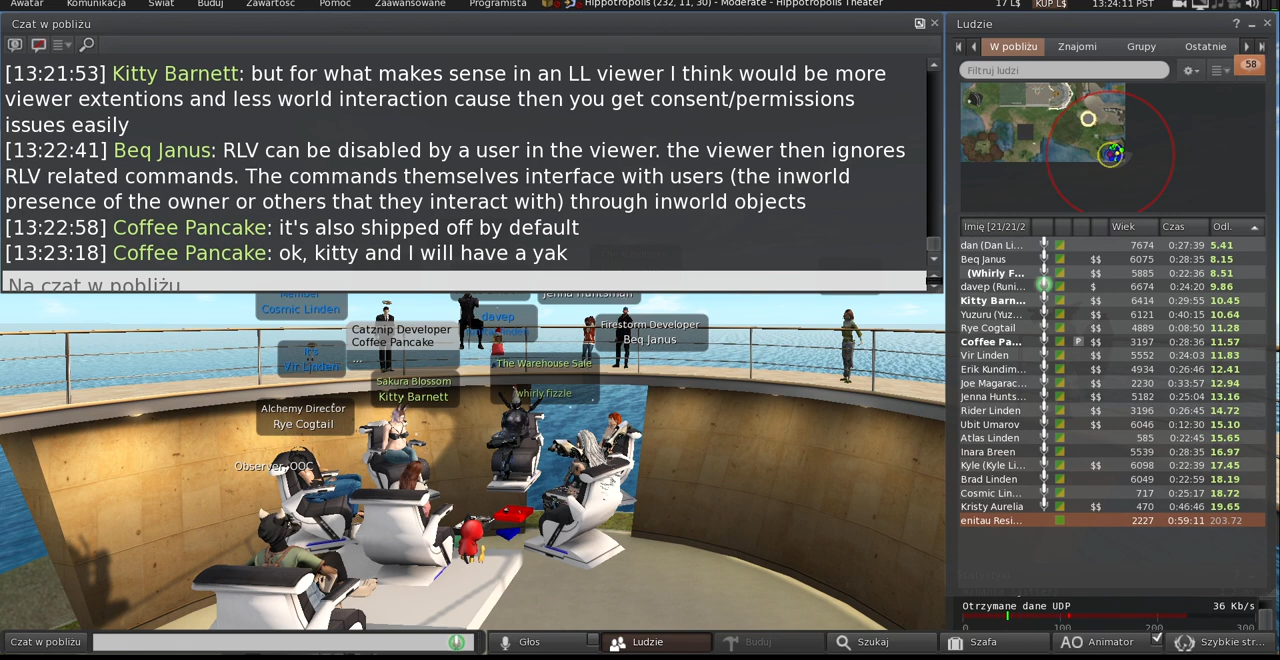 Awatar Komunikacja Świat Buduj Zawartość Pomoc Zaawansowane Programista Hippotropolis (232, 11, 30) - Moderate - Hippotropolis Theater 17 L$ KUP L$ 13:24:11 PST
Czat w pobliżu
[13:21:53] Kitty Barnett: but for what makes sense in an LL viewer I think would be more
viewer extentions and less world interaction cause then you get consent/permissions
issues easily
[13:22:41] Beq Janus: RLV can be disabled by a user in the viewer. the viewer then ignores
RLV related commands. The commands themselves interface with users (the inworld
presence of the owner or others that they interact with) through inworld objects
[13:22:58] Coffee Pancake: it's also shipped off by default
[13:23:18] Coffee Pancake: ok, kitty and I will have a yak
Na czat w pobliżu
Member
Cosmic Linden
Jenna Huntsman
davep
Catznip Developer
Coffee Pancake
...
Firestorm Developer
Beq Janus
It's
Vir Linden
The Warehouse Sale
whirly.fizzle
Sakura Blossom
Kitty Barnett
Alchemy Director
Rye Cogtail
Observer, OOC
Ludzie
W pobliżu Znajomi Grupy Ostatnie
Filtruj ludzi
58
Imię [21/21/2 Wiek Czas Odl.
dan (Dan Li... 7674 0:27:39 5.41
Beq Janus $$ 6075 0:28:35 8.15
(Whirly F... $$ 5885 0:22:36 8.51
davep (Runi... $ 6674 0:24:20 9.86
Kitty Barn... $$ 6414 0:29:55 10.45
Yuzuru (Yuz... $$ 6121 0:40:15 10.64
Rye Cogtail $$ 4889 0:08:50 11.28
Coffee Pa... P $$ 3197 0:28:36 11.57
Vir Linden $$ 5552 0:24:03 11.83
Erik Kundim... $$ 4934 0:26:46 12.41
Joe Magarac... $$ 2230 0:33:57 12.94
Jenna Hunts... $$ 5182 0:25:04 13.16
Rider Linden $$ 3196 0:26:45 14.72
Ubit Umarov $$ 6046 0:12:30 15.10
Atlas Linden 585 0:22:45 15.65
Inara Breen 5539 0:28:35 16.97
Kyle (Kyle Li... $$ 6098 0:22:39 17.45
Brad Linden 6049 0:22:59 18.19
Cosmic Lin... 717 0:25:17 18.72
Kristy Aurelia $$ 470 0:46:46 19.65
enitau Resi... 2227 0:59:11 203.72
Otrzymane dane UDP 36 Kb/s
0 100 200 300
Czat w pobliżu Głos Ludzie Buduj Szukaj Szafa AO Animator Szybkie str...